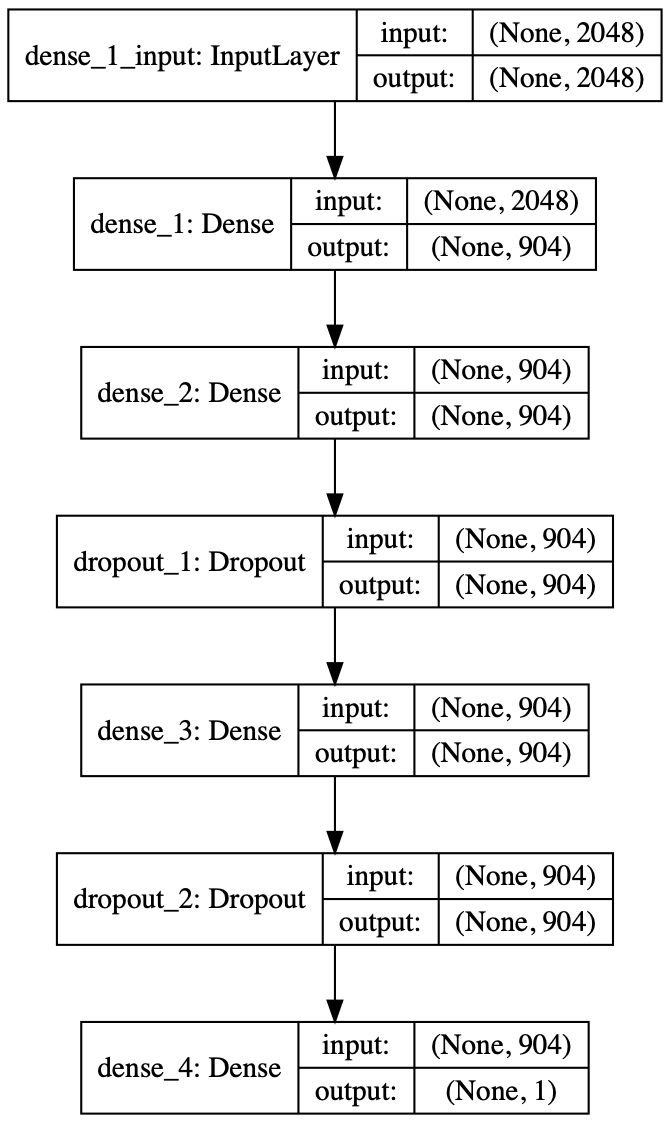 dense_1_input: InputLayer
input: (None, 2048)
output: (None, 2048)
dense_1: Dense
input: (None, 2048)
output: (None, 904)
dense_2: Dense
input: (None, 904)
output: (None, 904)
dropout_1: Dropout
input: (None, 904)
output: (None, 904)
dense_3: Dense
input: (None, 904)
output: (None, 904)
dropout_2: Dropout
input: (None, 904)
output: (None, 904)
dense_4: Dense
input: (None, 904)
output: (None, 1)